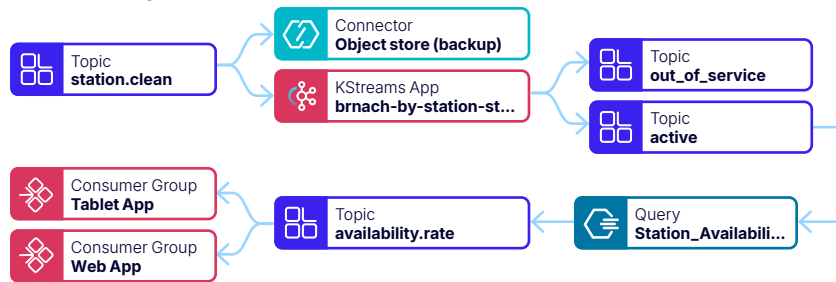 Topic
station.clean
Connector
Object store (backup)
KStreams App
brnach-by-station-st...
Topic
out_of_service
Topic
active
Consumer Group
Tablet App
Consumer Group
Web App
Topic
availability.rate
Query
Station_Availabili...